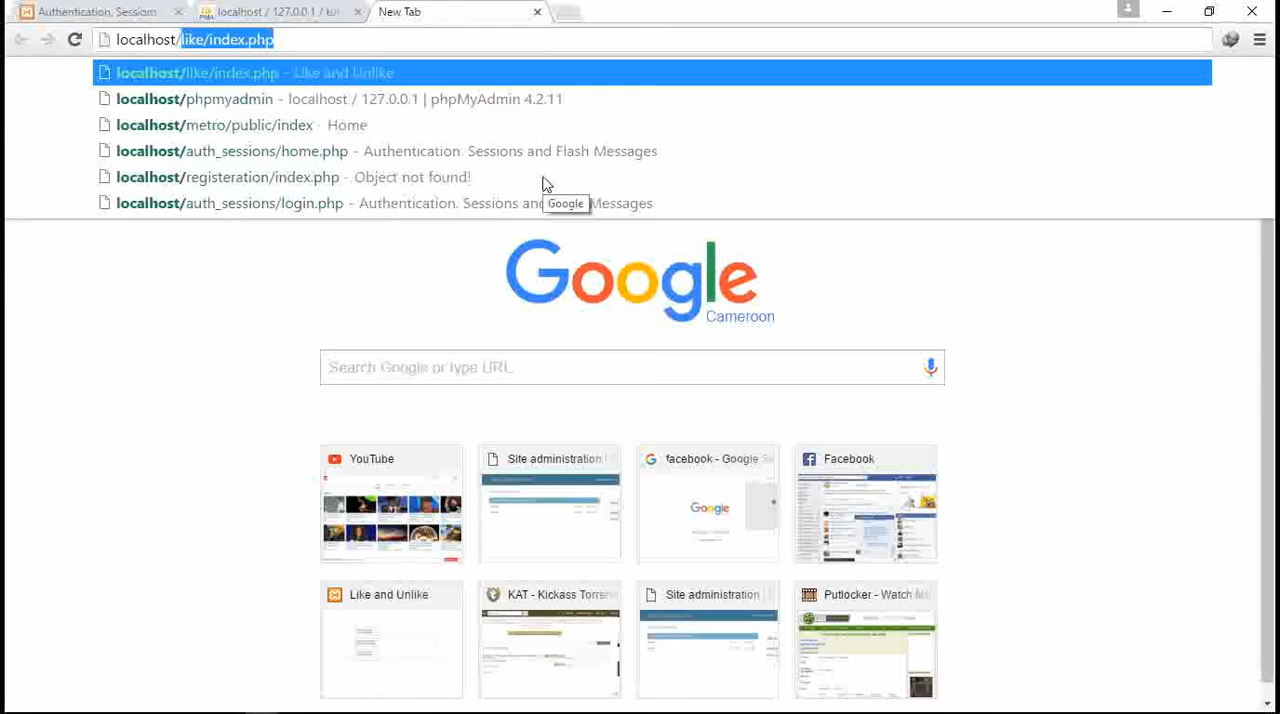 Authentication, Sessions
localhost / 127.0.0.1 / tut
New Tab
localhost/like/index.php
localhost/like/index.php - Like and Unlike
localhost/phpmyadmin - localhost / 127.0.0.1 | phpMyAdmin 4.2.11
localhost/metro/public/index - Home
localhost/auth_sessions/home.php - Authentication. Sessions and Flash Messages
localhost/registeration/index.php - Object not found!
localhost/auth_sessions/login.php - Authentication. Sessions and Messages
Google
Google
Cameroon
Search Google or type URL
YouTube
Site administration
facebook - Google
Facebook
Google
Like and Unlike
KAT - Kickass Torren
Site administration |
Putlocker - Watch